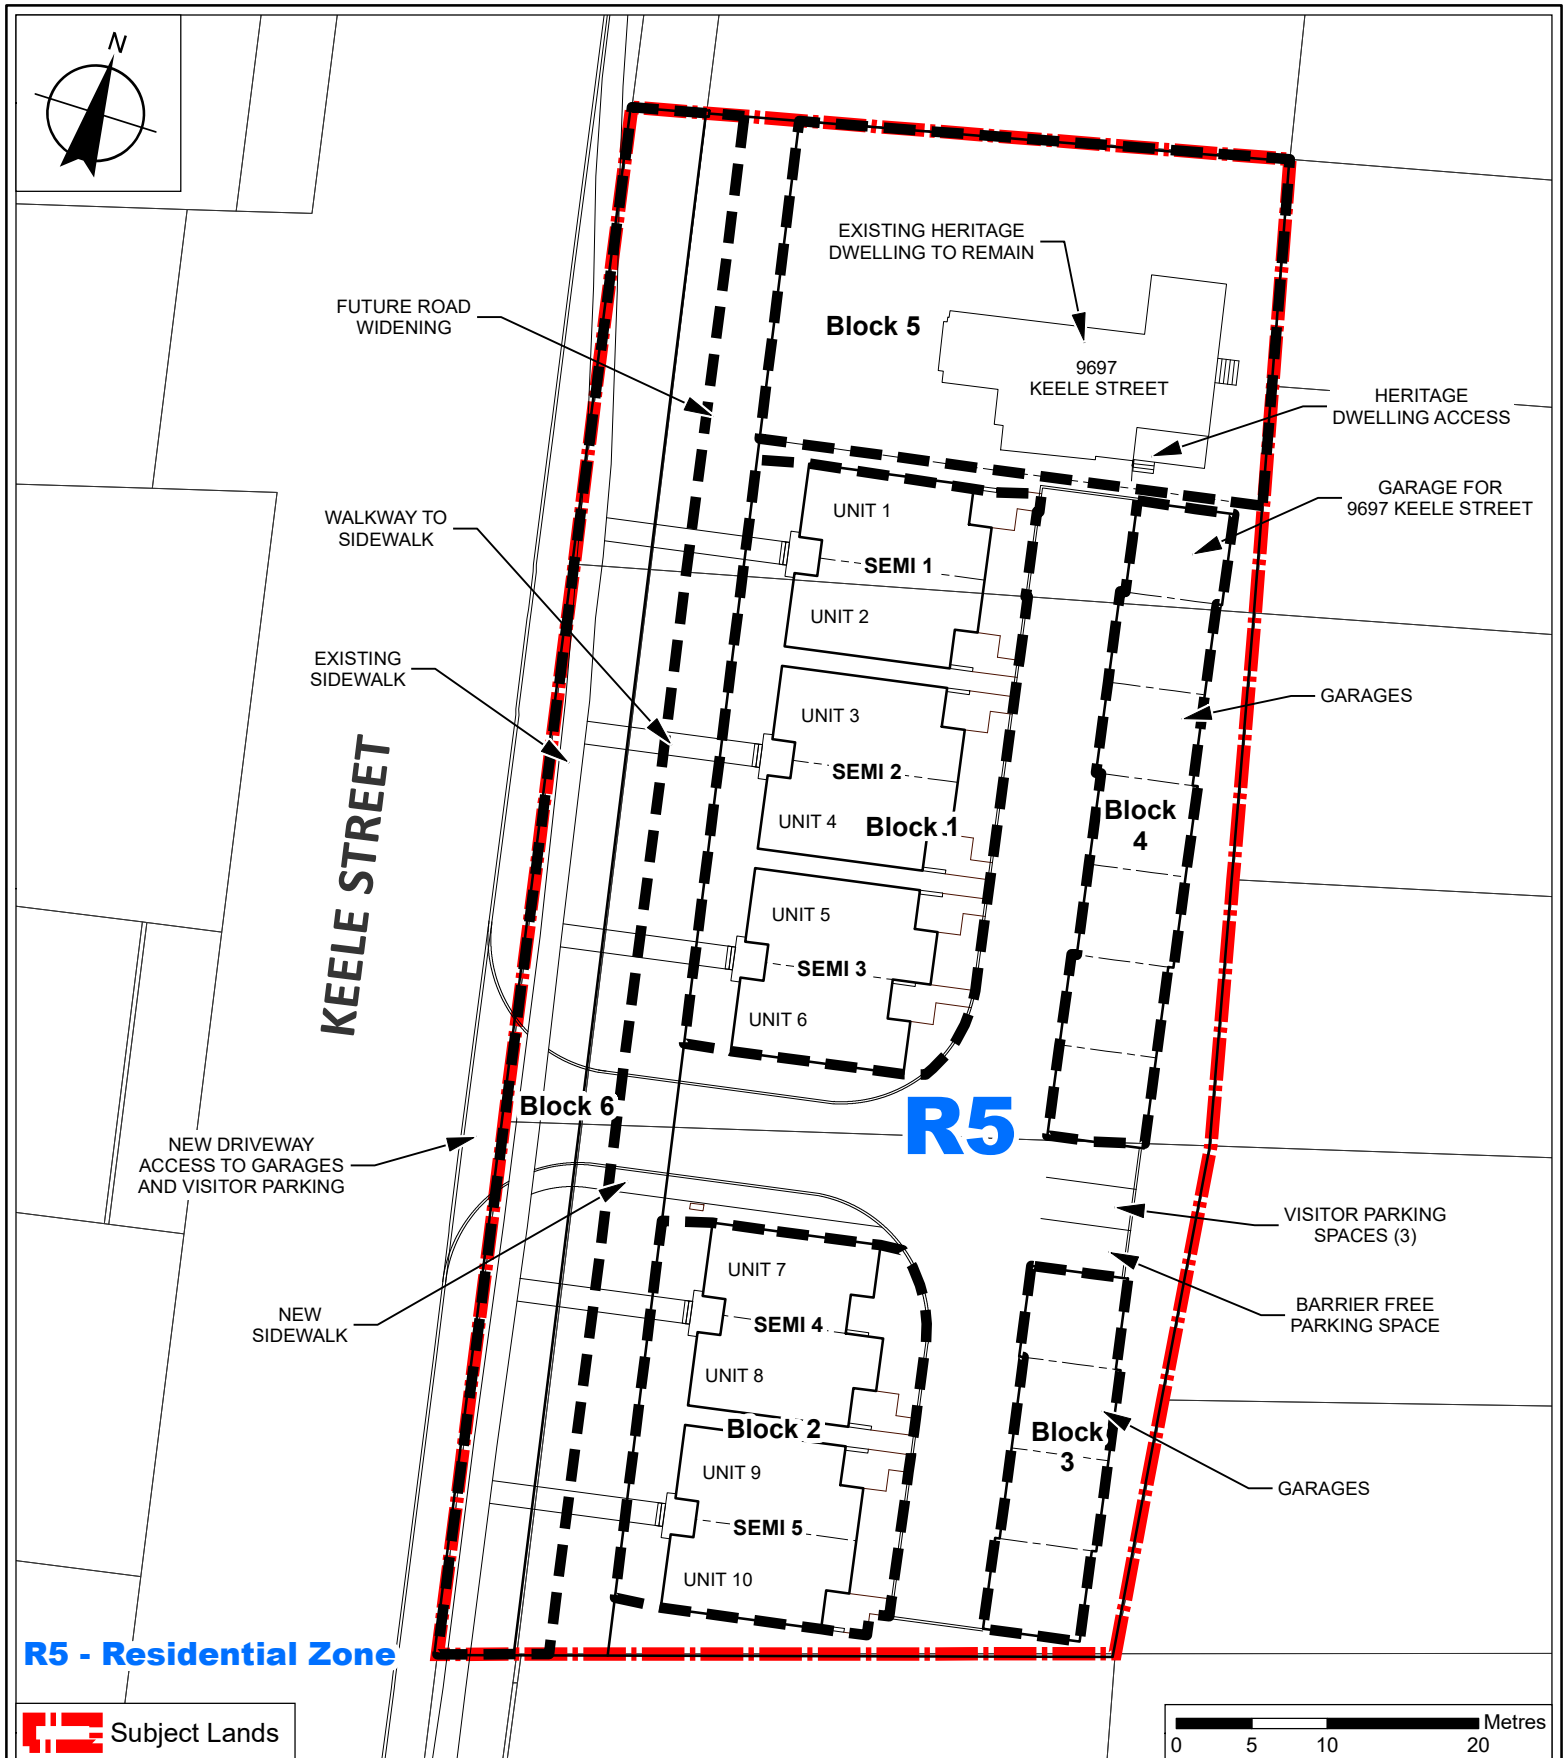 N
EXISTING HERITAGE
DWELLING TO REMAIN
FUTURE ROAD
WIDENING
Block 5
9697
KEELE STREET
HERITAGE
DWELLING ACCESS
GARAGE FOR
9697 KEELE STREET
WALKWAY TO
SIDEWALK
UNIT 1
SEMI 1
UNIT 2
EXISTING
SIDEWALK
GARAGES
UNIT 3
SEMI 2
UNIT 4
Block 1
Block
4
KEELE STREET
UNIT 5
SEMI 3
UNIT 6
Block 6
R5
NEW DRIVEWAY
ACCESS TO GARAGES
AND VISITOR PARKING
VISITOR PARKING
SPACES (3)
UNIT 7
SEMI 4
UNIT 8
NEW
SIDEWALK
BARRIER FREE
PARKING SPACE
Block 2
Block
3
UNIT 9
SEMI 5
UNIT 10
GARAGES
R5 - Residential Zone
Subject Lands
Metres
0 5 10 20